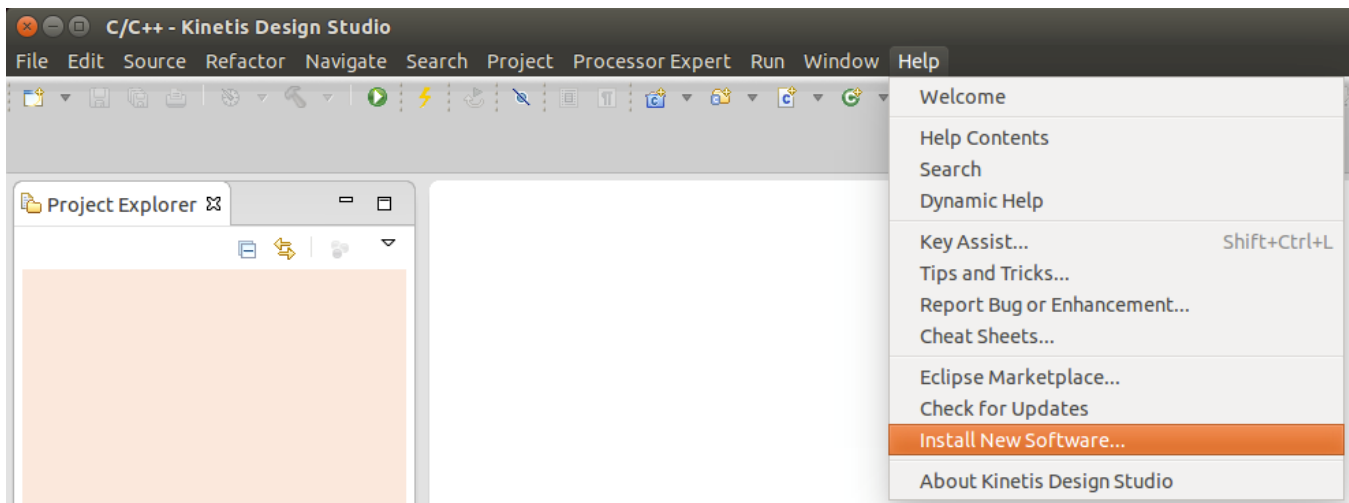 C/C++ - Kinetis Design Studio
File Edit Source Refactor Navigate Search Project Processor Expert Run Window Help
Welcome
Help Contents
Search
Dynamic Help
Project Explorer
Key Assist... Shift+Ctrl+L
Tips and Tricks...
Report Bug or Enhancement...
Cheat Sheets...
Eclipse Marketplace...
Check for Updates
Install New Software...
About Kinetis Design Studio